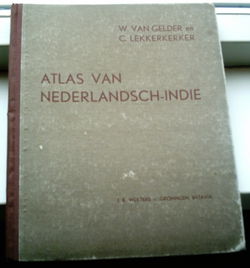 W. VAN GELDER en
C. LEKKERKERKER
ATLAS VAN
NEDERLANDSCH-INDIE
J. B. WOLTERS - GRONINGEN, BATAVIA